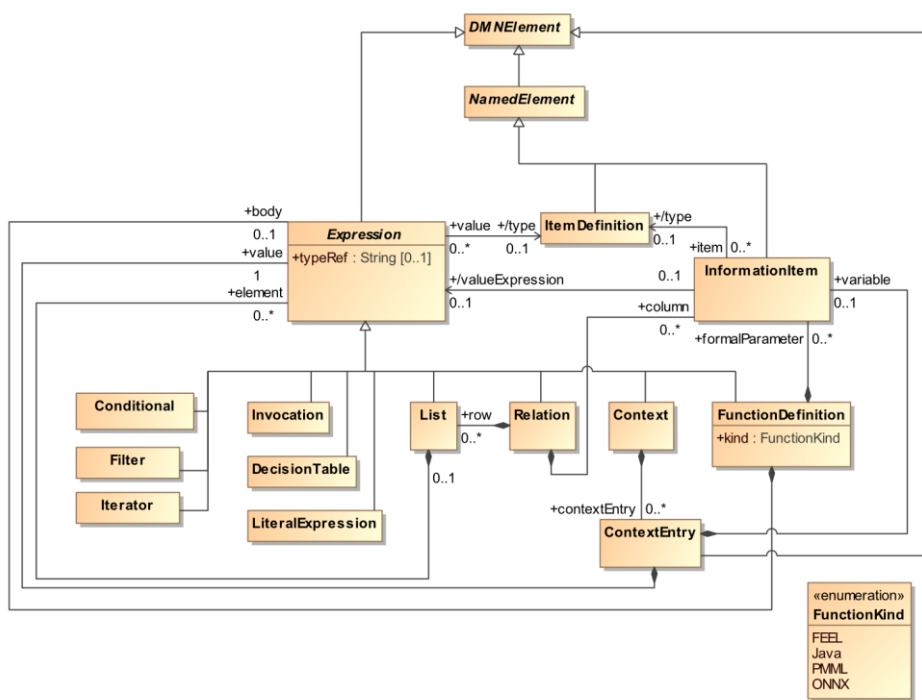 DMNElement
NamedElement
+body
0..1
+value
1
+element
0..*
Expression
+typeRef : String [0..1]
+value
0..*
+/type
0..1
ItemDefinition
+/type
0..1
+item
0..*
InformationItem
+/valueExpression
0..1
0..1
+variable
0..1
+column
0..*
+formalParameter
0..*
Conditional
Filter
Iterator
Invocation
DecisionTable
LiteralExpression
List
+row
0..*
0..1
Relation
Context
FunctionDefinition
+kind : FunctionKind
+contextEntry
0..*
ContextEntry
«enumeration»
FunctionKind
FEEL
Java
PMML
ONNX